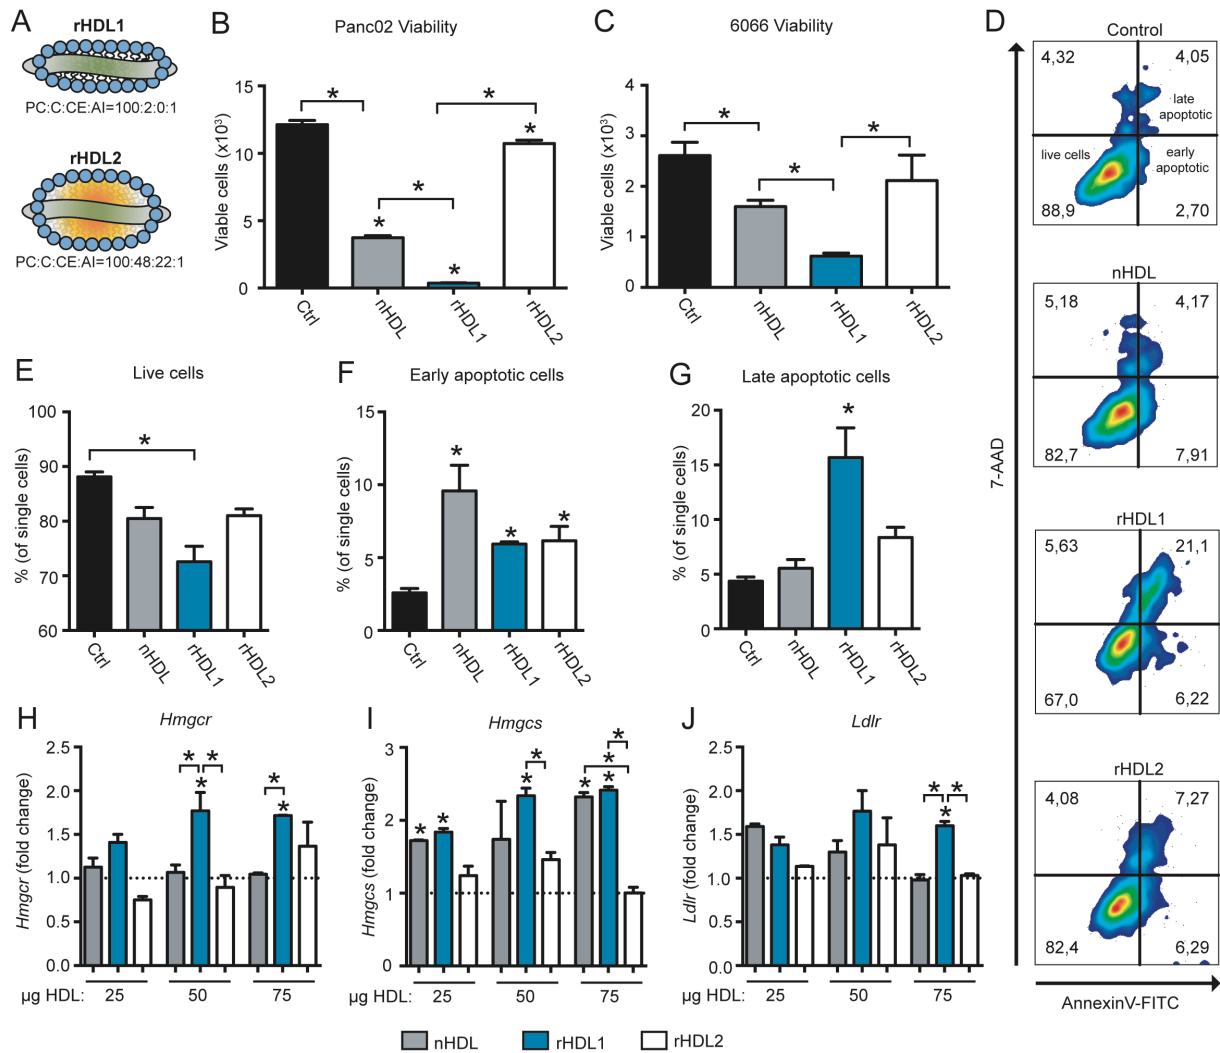 A
rHDL1
PC:C:CE:AI=100:2:0:1
rHDL2
PC:C:CE:AI=100:48:22:1
B
Panc02 Viability
Viable cells (x10³)
15
10
5
0
*
*
*
*
*
*
Ctrl
nHDL
rHDL1
rHDL2
C
6066 Viability
Viable cells (x10³)
4
3
2
1
0
*
*
*
Ctrl
nHDL
rHDL1
rHDL2
D
7-AAD
Control
4,32
4,05
late
apoptotic
live cells
early
apoptotic
88,9
2,70
nHDL
5,18
4,17
82,7
7,91
rHDL1
5,63
21,1
67,0
6,22
rHDL2
4,08
7,27
82,4
6,29
AnnexinV-FITC
E
Live cells
% (of single cells)
100
90
80
70
60
*
Ctrl
nHDL
rHDL1
rHDL2
F
Early apoptotic cells
% (of single cells)
15
10
5
0
*
*
*
Ctrl
nHDL
rHDL1
rHDL2
G
Late apoptotic cells
% (of single cells)
20
15
10
5
0
*
Ctrl
nHDL
rHDL1
rHDL2
H
Hmgcr
Hmgcr (fold change)
2.5
2.0
1.5
1.0
0.5
0.0
* *
*
*
*
µg HDL: 25 50 75
I
Hmgcs
Hmgcs (fold change)
3
2
1
0
* *
*
*
*
*
* *
µg HDL: 25 50 75
J
Ldlr
Ldlr (fold change)
2.5
2.0
1.5
1.0
0.5
0.0
* *
*
µg HDL: 25 50 75
nHDL rHDL1 rHDL2